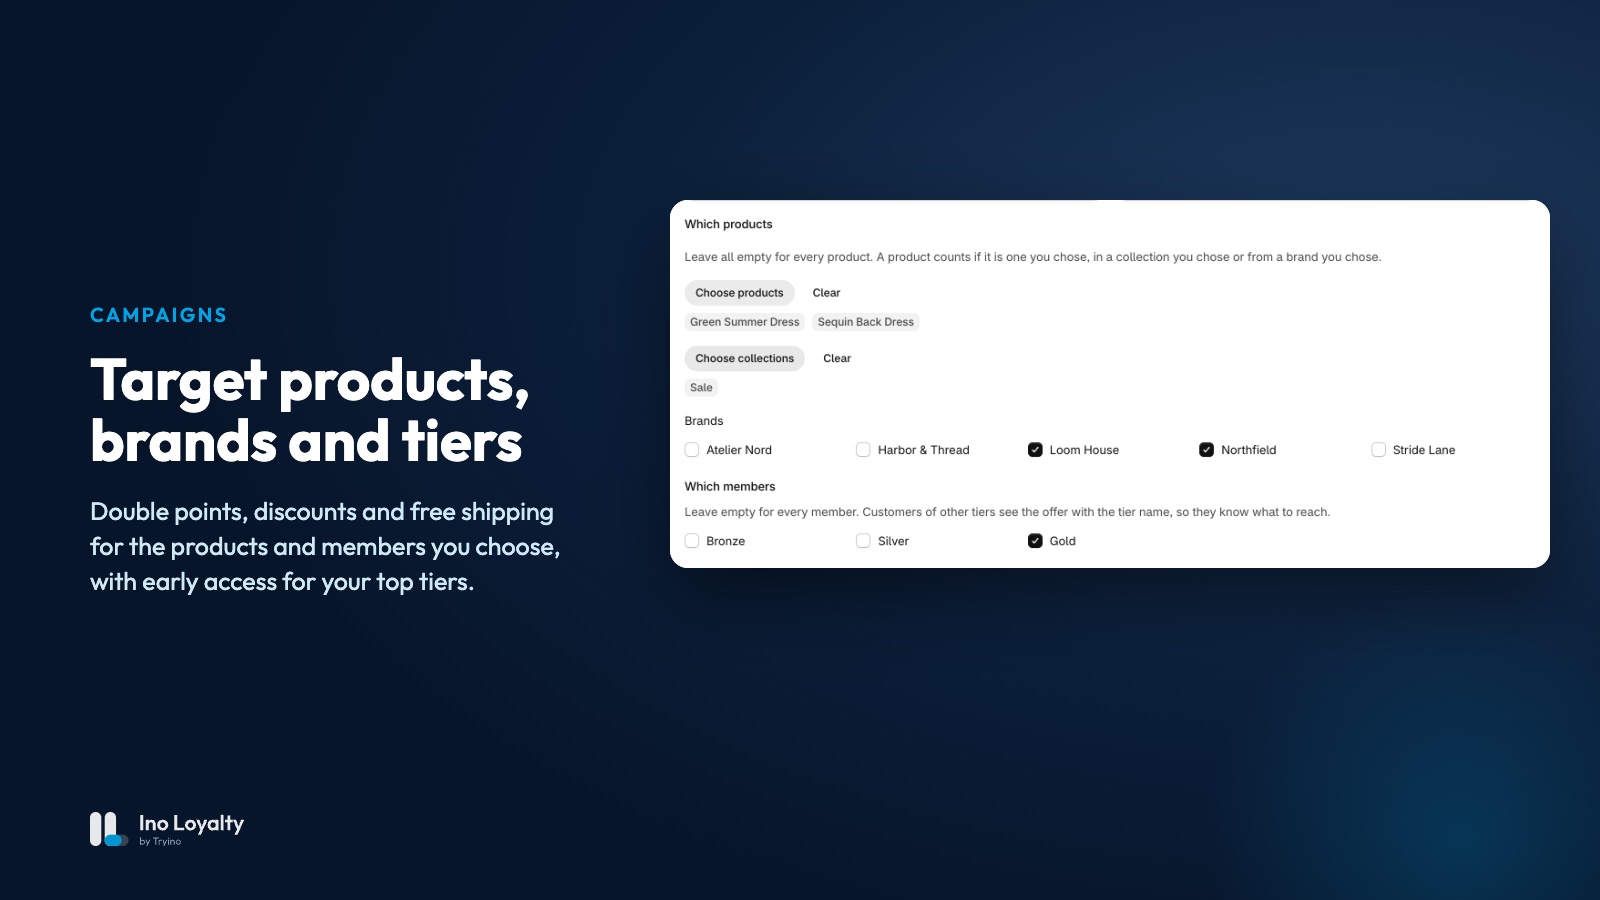 CAMPAIGNS
Target products,
brands and tiers
Double points, discounts and free shipping
for the products and members you choose,
with early access for your top tiers.
Ino Loyalty
by Tryino
Which products
Leave all empty for every product. A product counts if it is one you chose, in a collection you chose or from a brand you chose.
Choose products Clear
Green Summer Dress Sequin Back Dress
Choose collections Clear
Sale
Brands
Atelier Nord Harbor & Thread Loom House Northfield Stride Lane
Which members
Leave empty for every member. Customers of other tiers see the offer with the tier name, so they know what to reach.
Bronze Silver Gold